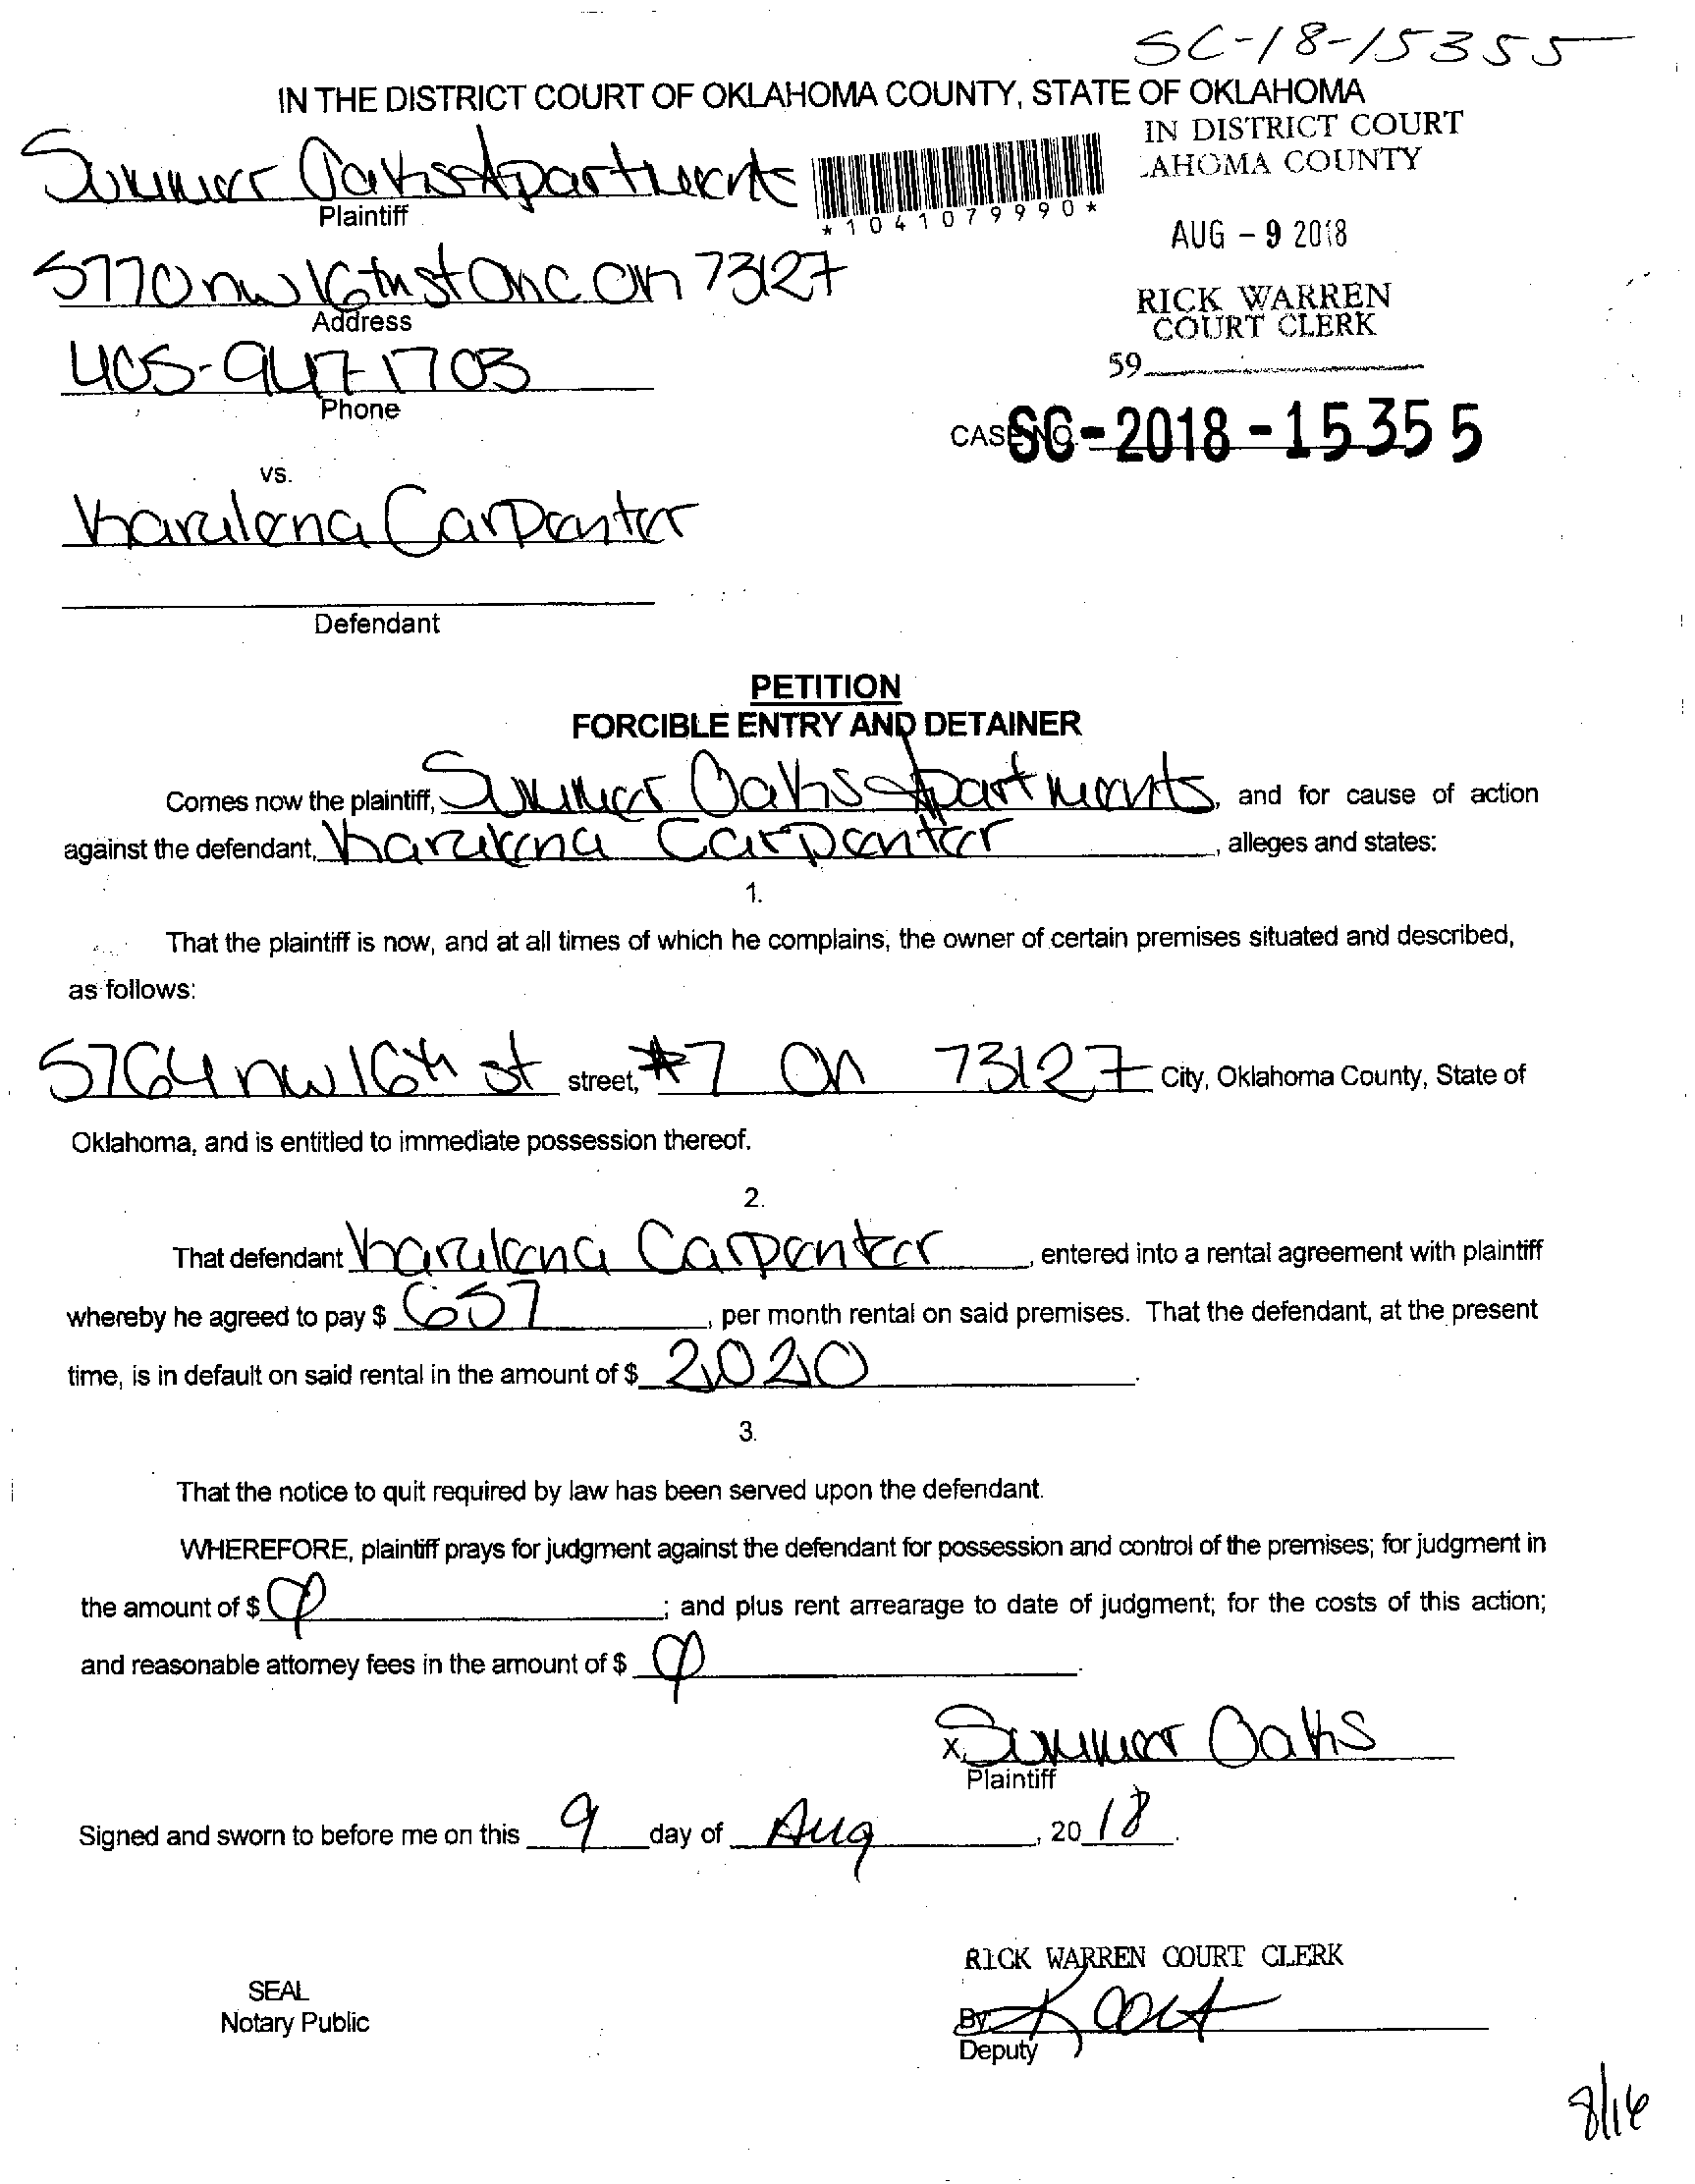 SC-18-15355
IN THE DISTRICT COURT OF OKLAHOMA COUNTY, STATE OF OKLAHOMA
IN DISTRICT COURT
AHOMA COUNTY
Summer Oaks Apartments
Plaintiff
*1041079990*
AUG - 9 2018
5770 nw 16th st OKC OK 73127
Address
RICK WARREN
COURT CLERK
405-947-1703
59
Phone
CASE NO. SC-2018-15355
vs.
Carpenter
Defendant
PETITION
FORCIBLE ENTRY AND DETAINER
Comes now the plaintiff, Summer Oaks Apartments, and for cause of action
against the defendant, Carpenter, alleges and states:
1.
That the plaintiff is now, and at all times of which he complains, the owner of certain premises situated and described,
as follows:
5764 nw 16th st street, #7 OK 73127 City, Oklahoma County, State of
Oklahoma, and is entitled to immediate possession thereof.
2.
That defendant Carpenter, entered into a rental agreement with plaintiff
whereby he agreed to pay $ 657, per month rental on said premises. That the defendant, at the present
time, is in default on said rental in the amount of $ 2020.
3.
That the notice to quit required by law has been served upon the defendant.
WHEREFORE, plaintiff prays for judgment against the defendant for possession and control of the premises; for judgment in
the amount of $ φ; and plus rent arrearage to date of judgment; for the costs of this action;
and reasonable attorney fees in the amount of $ φ.
x Summer Oaks
Plaintiff
Signed and sworn to before me on this 9 day of Aug, 2018.
RICK WARREN COURT CLERK
SEAL
Notary Public
By
Deputy
8/16